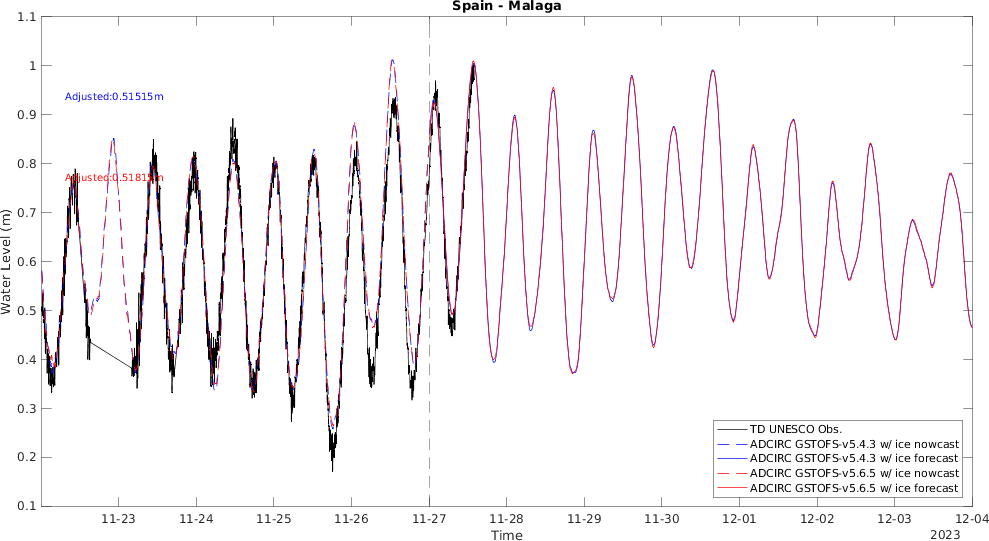 Spain - Malaga
1.1
1
0.9
0.8
0.7
0.6
0.5
0.4
0.3
0.2
0.1
Water Level (m)
Adjusted:0.51515m
Adjusted:0.51815m
TD UNESCO Obs.
ADCIRC GSTOFS-v5.4.3 w/ ice nowcast
ADCIRC GSTOFS-v5.4.3 w/ ice forecast
ADCIRC GSTOFS-v5.6.5 w/ ice nowcast
ADCIRC GSTOFS-v5.6.5 w/ ice forecast
11-23 11-24 11-25 11-26 11-27 11-28 11-29 11-30 12-01 12-02 12-03 12-04
Time
2023